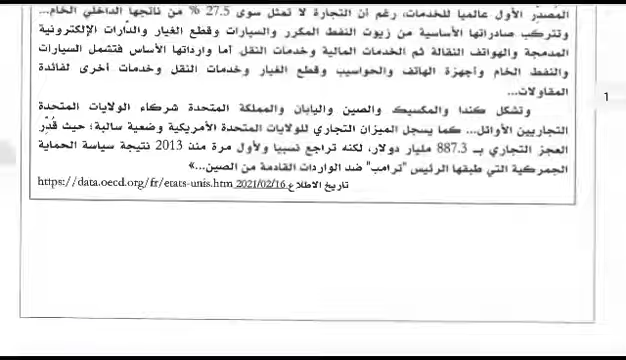 المصدّر الأول عالميا للخدمات، رغم أن التجارة لا تمثل سوى 27.5 % من ناتجها الداخلي الخام...
وتتركب صادراتها الأساسية من زيوت النفط المكرر والسيارات وقطع الغيار والدّارات الإلكترونية
المدمجة والهواتف النقالة ثم الخدمات المالية وخدمات النقل. أما وارداتها الأساس فتشمل السيارات
والنفط الخام وأجهزة الهاتف والحواسيب وقطع الغيار وخدمات النقل وخدمات أخرى لفائدة
المقاولات...
1
وتشكل كندا والمكسيك والصين واليابان والمملكة المتحدة شركاء الولايات المتحدة
التجاريين الأوائل... كما يسجل الميزان التجاري للولايات المتحدة الأمريكية وضعية سالبة؛ حيث قُدِّر
العجز التجاري بـ 887.3 مليار دولار، لكنه تراجع نسبيا ولأول مرة منذ 2013 نتيجة سياسة الحماية
الجمركية التي طبقها الرئيس "ترامب" ضد الواردات القادمة من الصين...»
تاريخ الاطلاع 2021/02/16 https://data.oecd.org/fr/etats-unis.htm